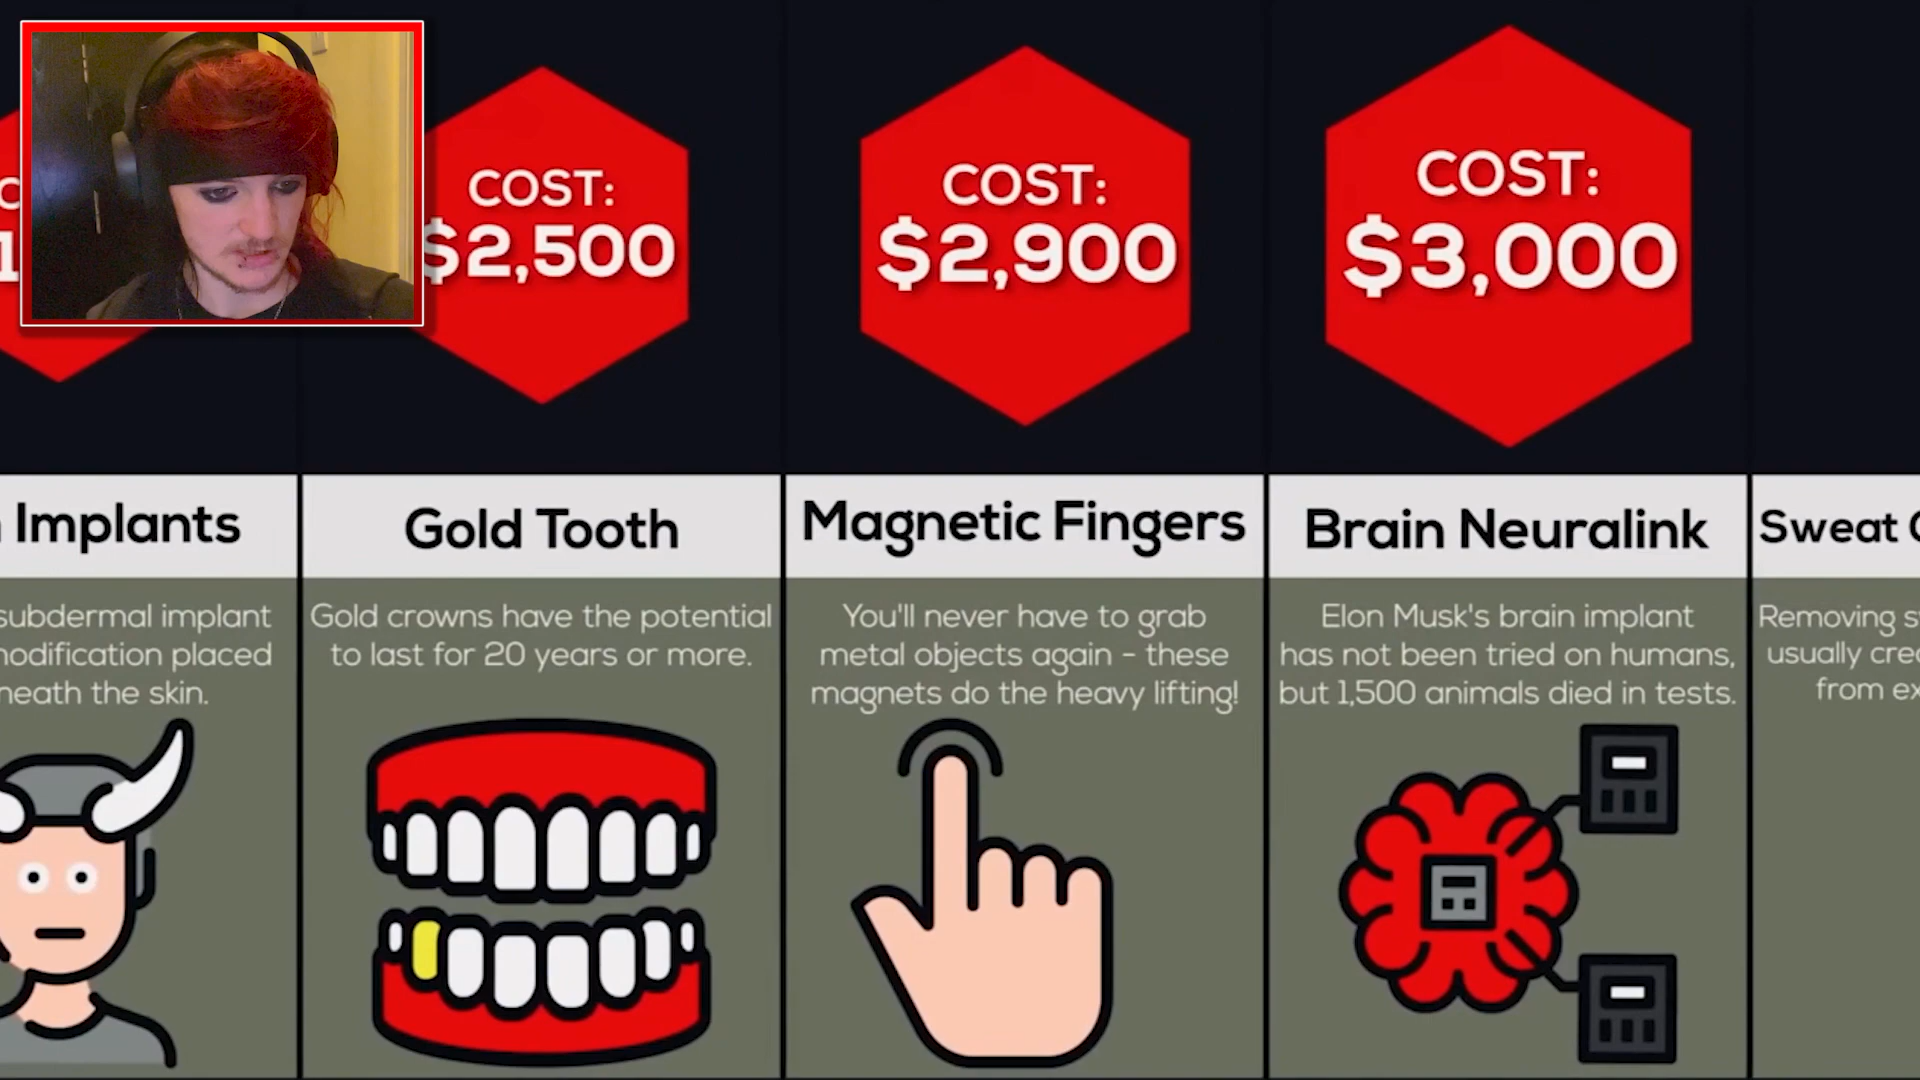 COST:
$2,500
COST:
$2,900
COST:
$3,000
Implants
subdermal implant
modification placed
neath the skin.
Gold Tooth
Gold crowns have the potential
to last for 20 years or more.
Magnetic Fingers
You'll never have to grab
metal objects again - these
magnets do the heavy lifting!
Brain Neuralink
Elon Musk's brain implant
has not been tried on humans,
but 1,500 animals died in tests.
Sweat
Removing
usually
from